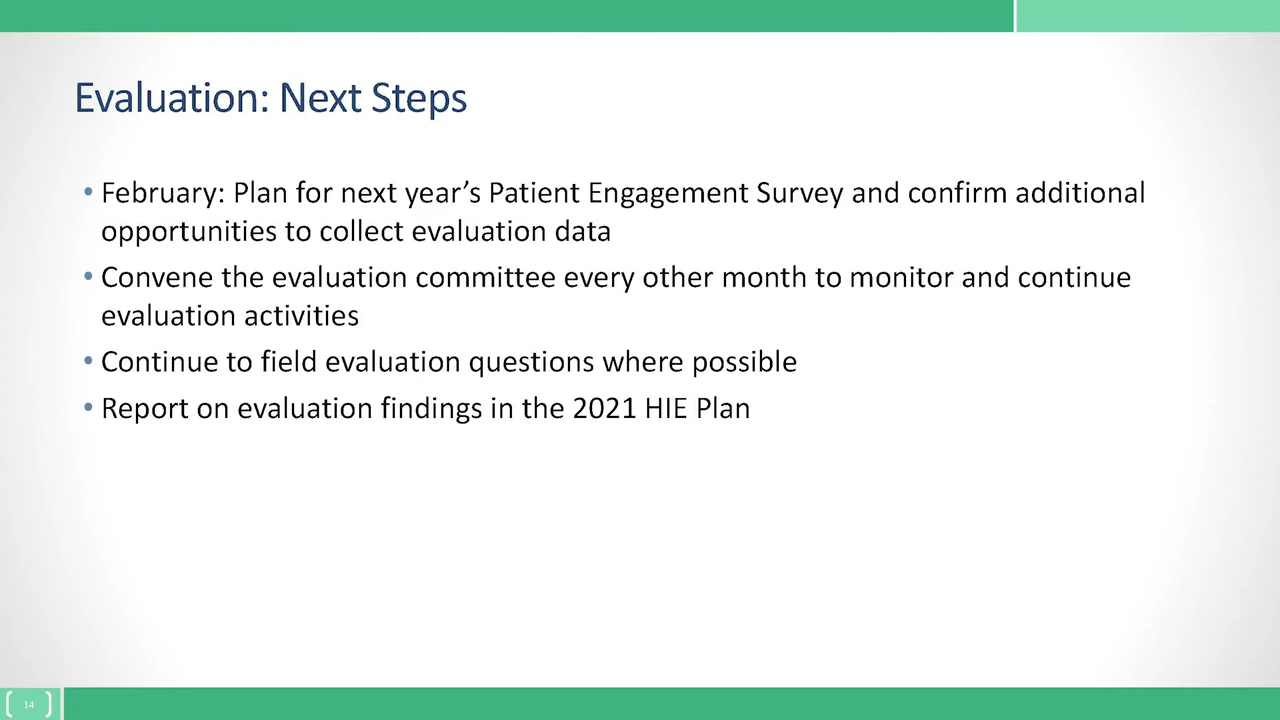 Evaluation: Next Steps
• February: Plan for next year’s Patient Engagement Survey and confirm additional
opportunities to collect evaluation data
• Convene the evaluation committee every other month to monitor and continue
evaluation activities
• Continue to field evaluation questions where possible
• Report on evaluation findings in the 2021 HIE Plan
14